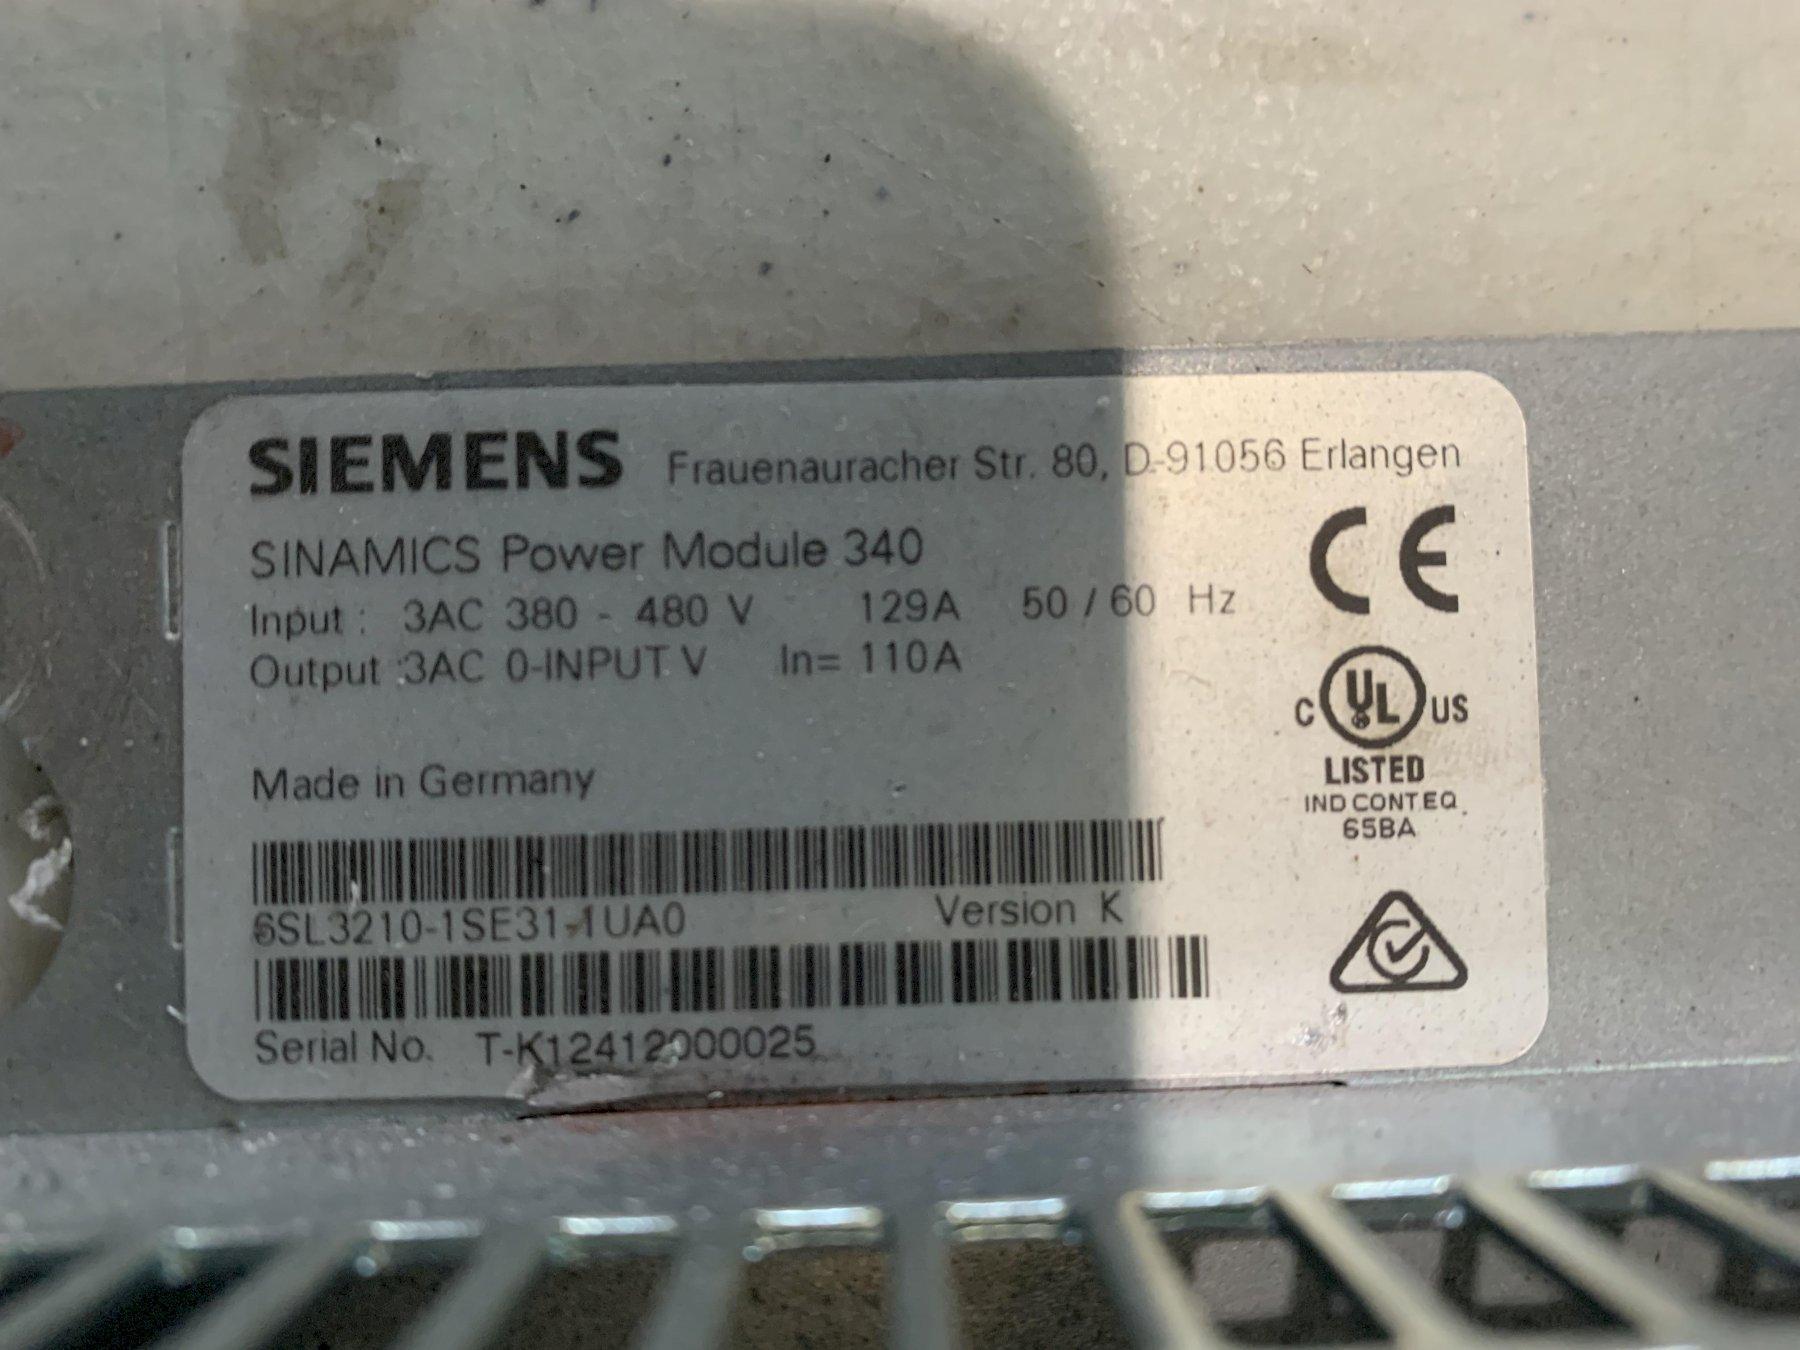 SIEMENS Frauenauracher Str. 80, D-91056 Erlangen
SINAMICS Power Module 340
Input : 3AC 380 - 480 V 129A 50 / 60 Hz
Output :3AC 0-INPUT V In= 110A
CE
C UL US
LISTED
IND CONT.EQ.
65BA
Made in Germany
6SL3210-1SE31-1UA0 Version K
Serial No. T-K12412000025